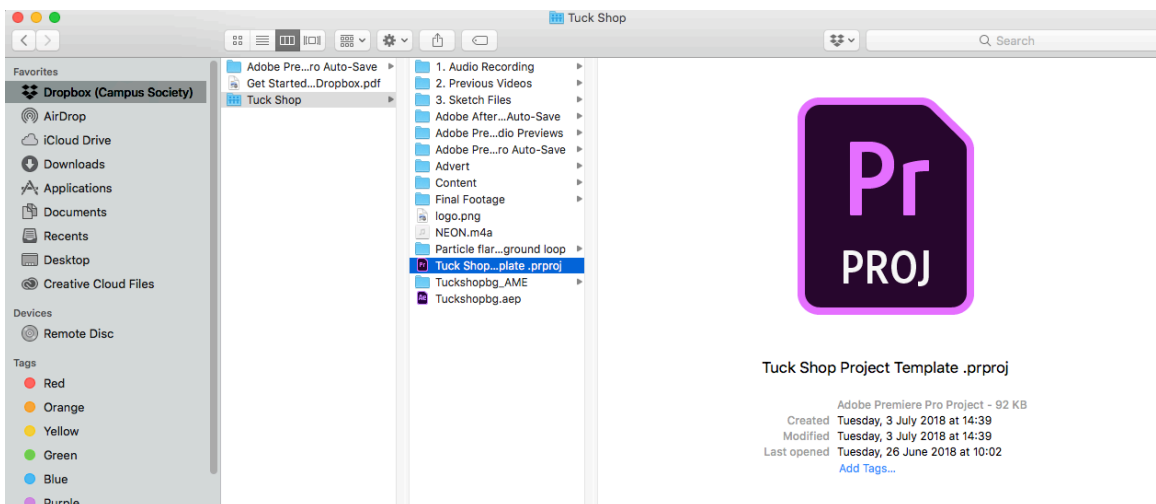 Tuck Shop
Search
Favorites
Dropbox (Campus Society)
AirDrop
iCloud Drive
Downloads
Applications
Documents
Recents
Desktop
Creative Cloud Files
Devices
Remote Disc
Tags
Red
Orange
Yellow
Green
Blue
Purple
Adobe Pre...ro Auto-Save
Get Started...Dropbox.pdf
Tuck Shop
1. Audio Recording
2. Previous Videos
3. Sketch Files
Adobe After...Auto-Save
Adobe Pre...dio Previews
Adobe Pre...ro Auto-Save
Advert
Content
Final Footage
logo.png
NEON.m4a
Particle flar...ground loop
Pr Tuck Shop...plate .prproj
Tuckshopbg_AME
Ae Tuckshopbg.aep
Pr
PROJ
Tuck Shop Project Template .prproj
Adobe Premiere Pro Project - 92 KB
Created Tuesday, 3 July 2018 at 14:39
Modified Tuesday, 3 July 2018 at 14:39
Last opened Tuesday, 26 June 2018 at 10:02
Add Tags...